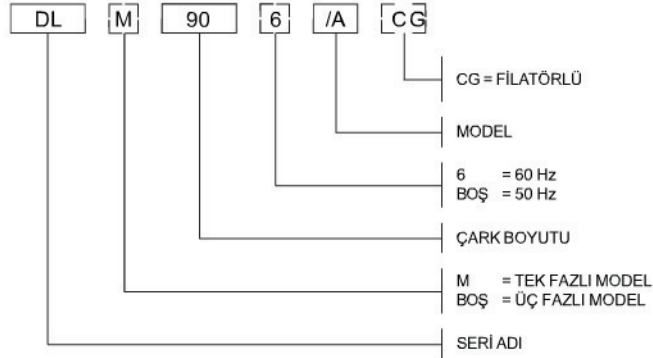 DL M 90 6 /A CG
CG = FİLATÖRLÜ
MODEL
6 = 60 Hz
BOŞ = 50 Hz
ÇARK BOYUTU
M = TEK FAZLI MODEL
BOŞ = ÜÇ FAZLI MODEL
SERİ ADI